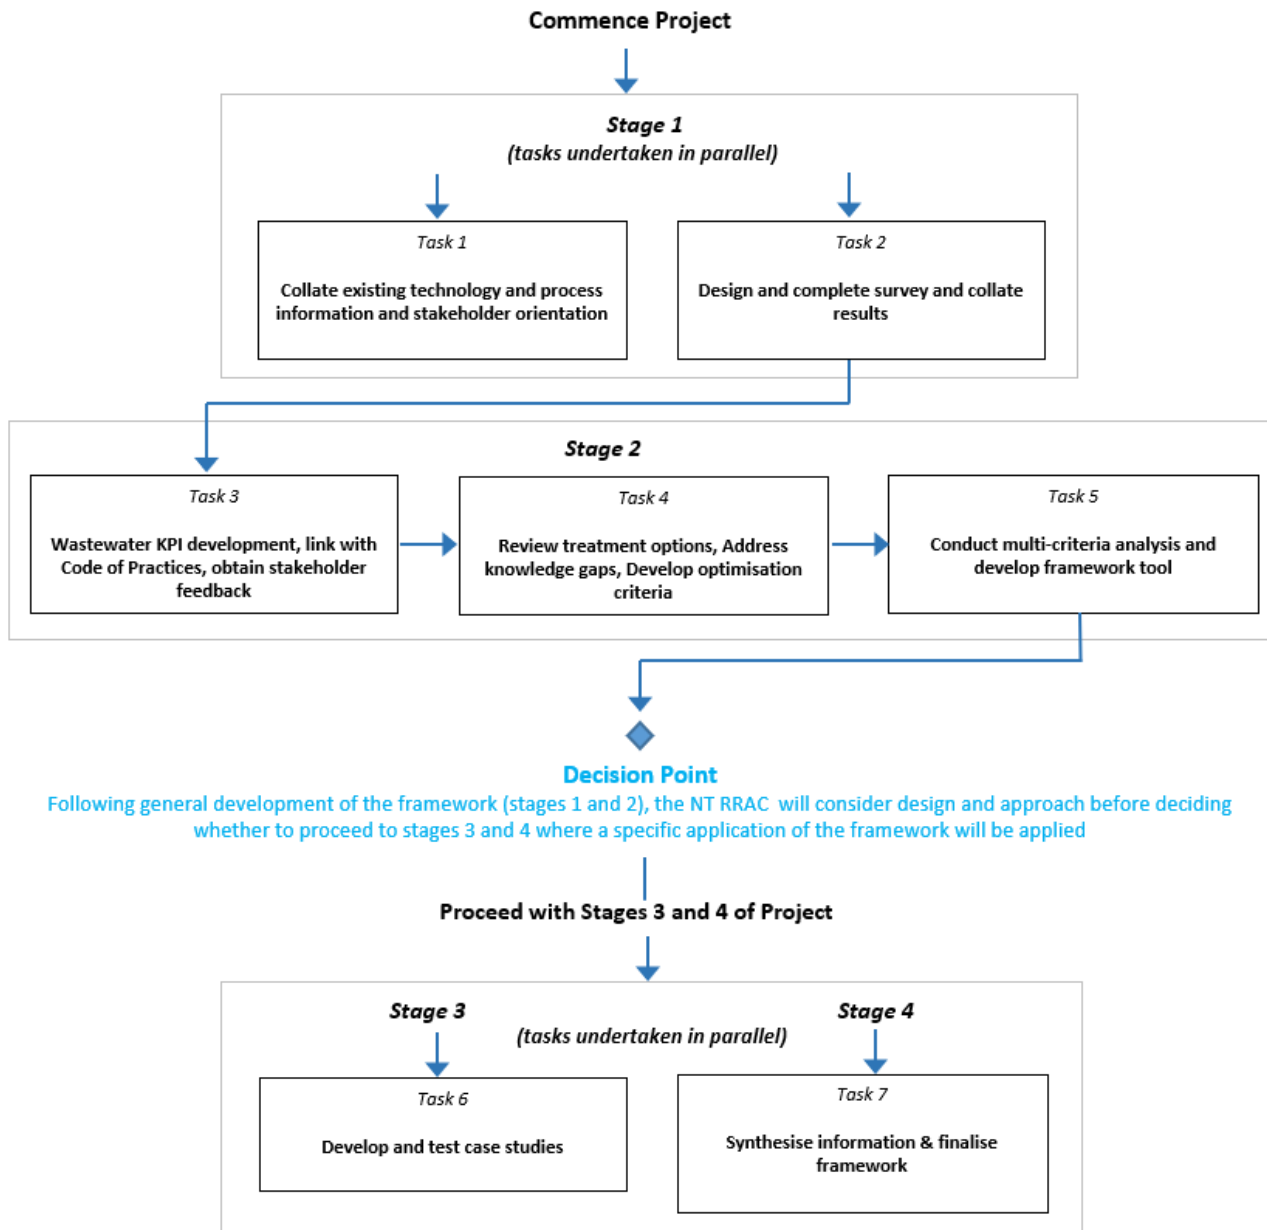 Commence Project
Stage 1
(tasks undertaken in parallel)
Task 1
Collate existing technology and process
information and stakeholder orientation
Task 2
Design and complete survey and collate
results
Stage 2
Task 3
Wastewater KPI development, link with
Code of Practices, obtain stakeholder
feedback
Task 4
Review treatment options, Address
knowledge gaps, Develop optimisation
criteria
Task 5
Conduct multi-criteria analysis and
develop framework tool
Decision Point
Following general development of the framework (stages 1 and 2), the NT RRAC will consider design and approach before deciding
whether to proceed to stages 3 and 4 where a specific application of the framework will be applied
Proceed with Stages 3 and 4 of Project
Stage 3
Stage 4
(tasks undertaken in parallel)
Task 6
Develop and test case studies
Task 7
Synthesise information & finalise
framework